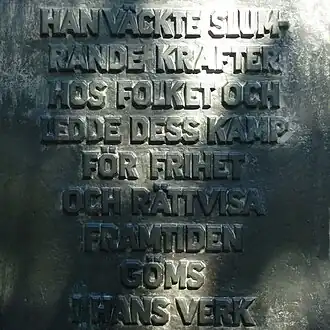 HAN VÄCKTE SLUM-
RANDE KRAFTER
HOS FOLKET OCH
LEDDE DESS KAMP
FÖR FRIHET
OCH RÄTTVISA
FRAMTIDEN
GÖMS
I HANS VERK